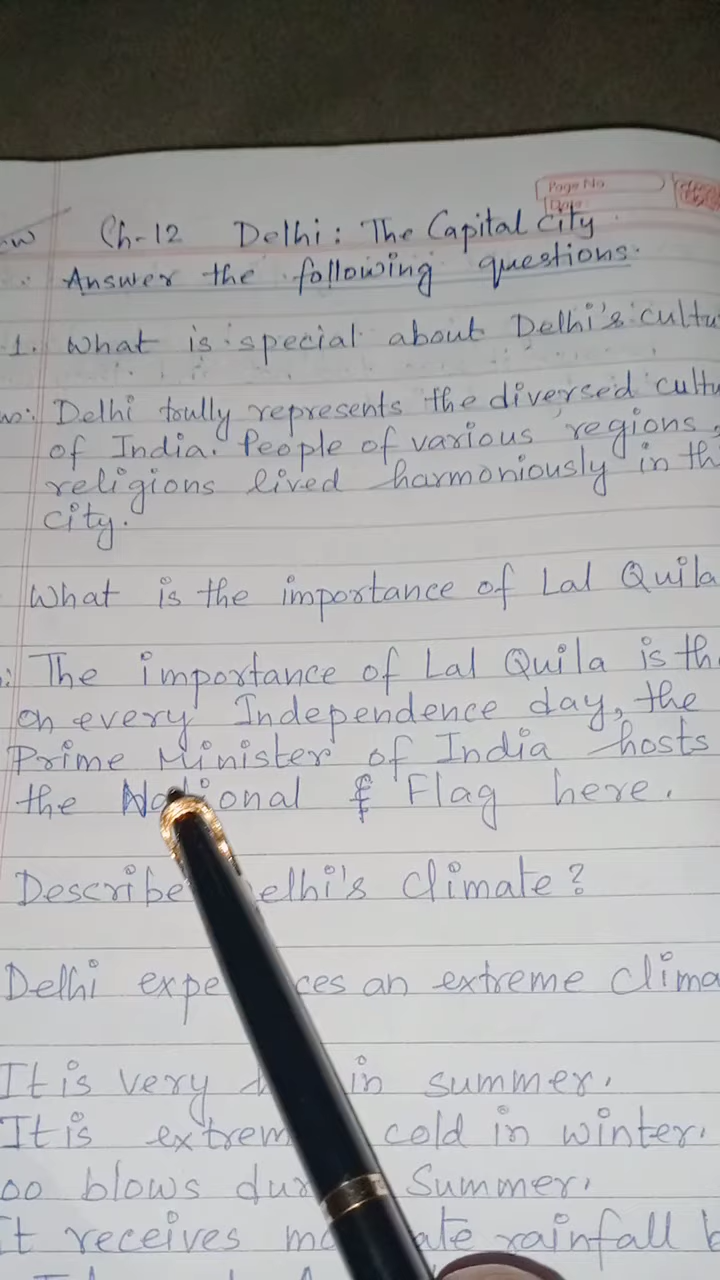 Page No
Date
Ch-12 Delhi: The Capital City
Answer the following questions.
1. What is special about Delhi's cultu
Delhi trully represents the diversed cultu
of India. People of various regions,
religions lived harmoniously in th
city.
What is the importance of Lal Quila
The importance of Lal Quila is th
on every Independence day, the
Prime Minister of India hosts
the National Flag here.
Describe elhi's climate?
Delhi expe ces an extreme clima
It is very in summer.
It is extrem cold in winter.
oo blows du Summer.
it receives mo ate rainfall b